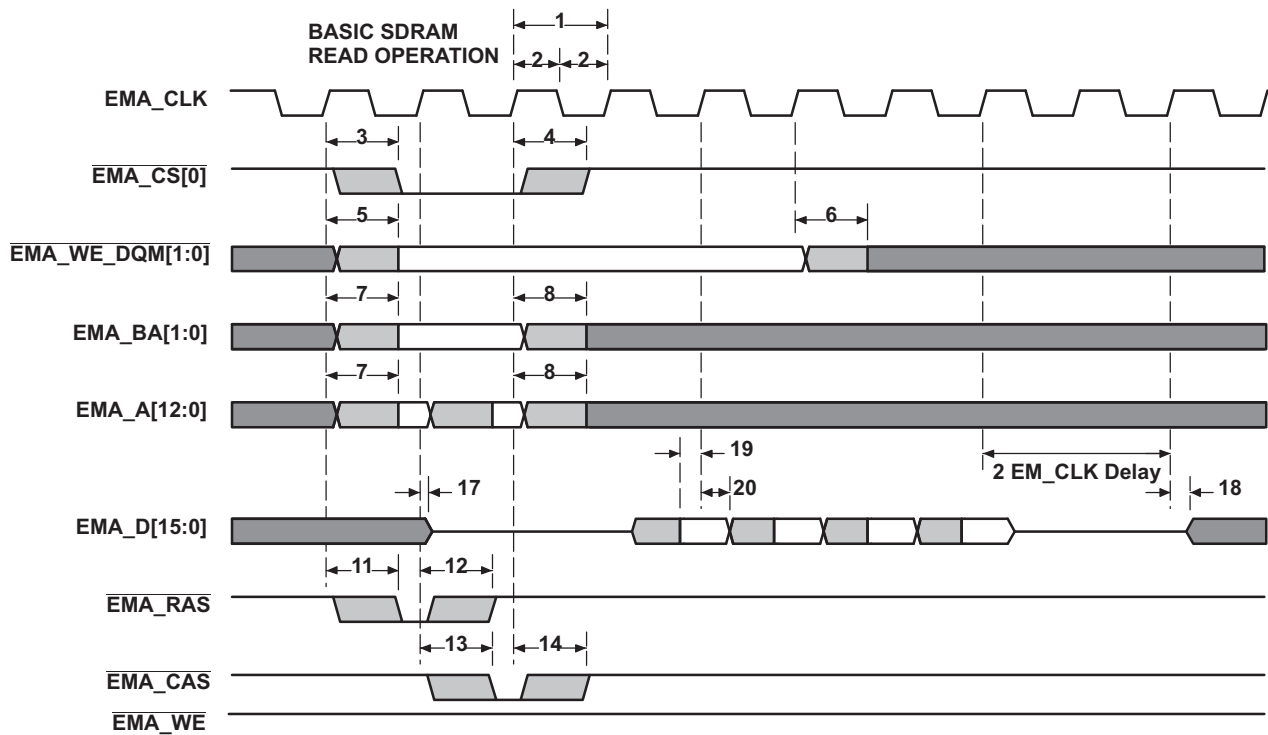 BASIC SDRAM
READ OPERATION
1
2 2
EMA_CLK
3 4
EMA_CS[0]
5 6
EMA_WE_DQM[1:0]
7 8
EMA_BA[1:0]
7 8
EMA_A[12:0]
19
2 EM_CLK Delay
17 20 18
EMA_D[15:0]
11 12
EMA_RAS
13 14
EMA_CAS
EMA_WE